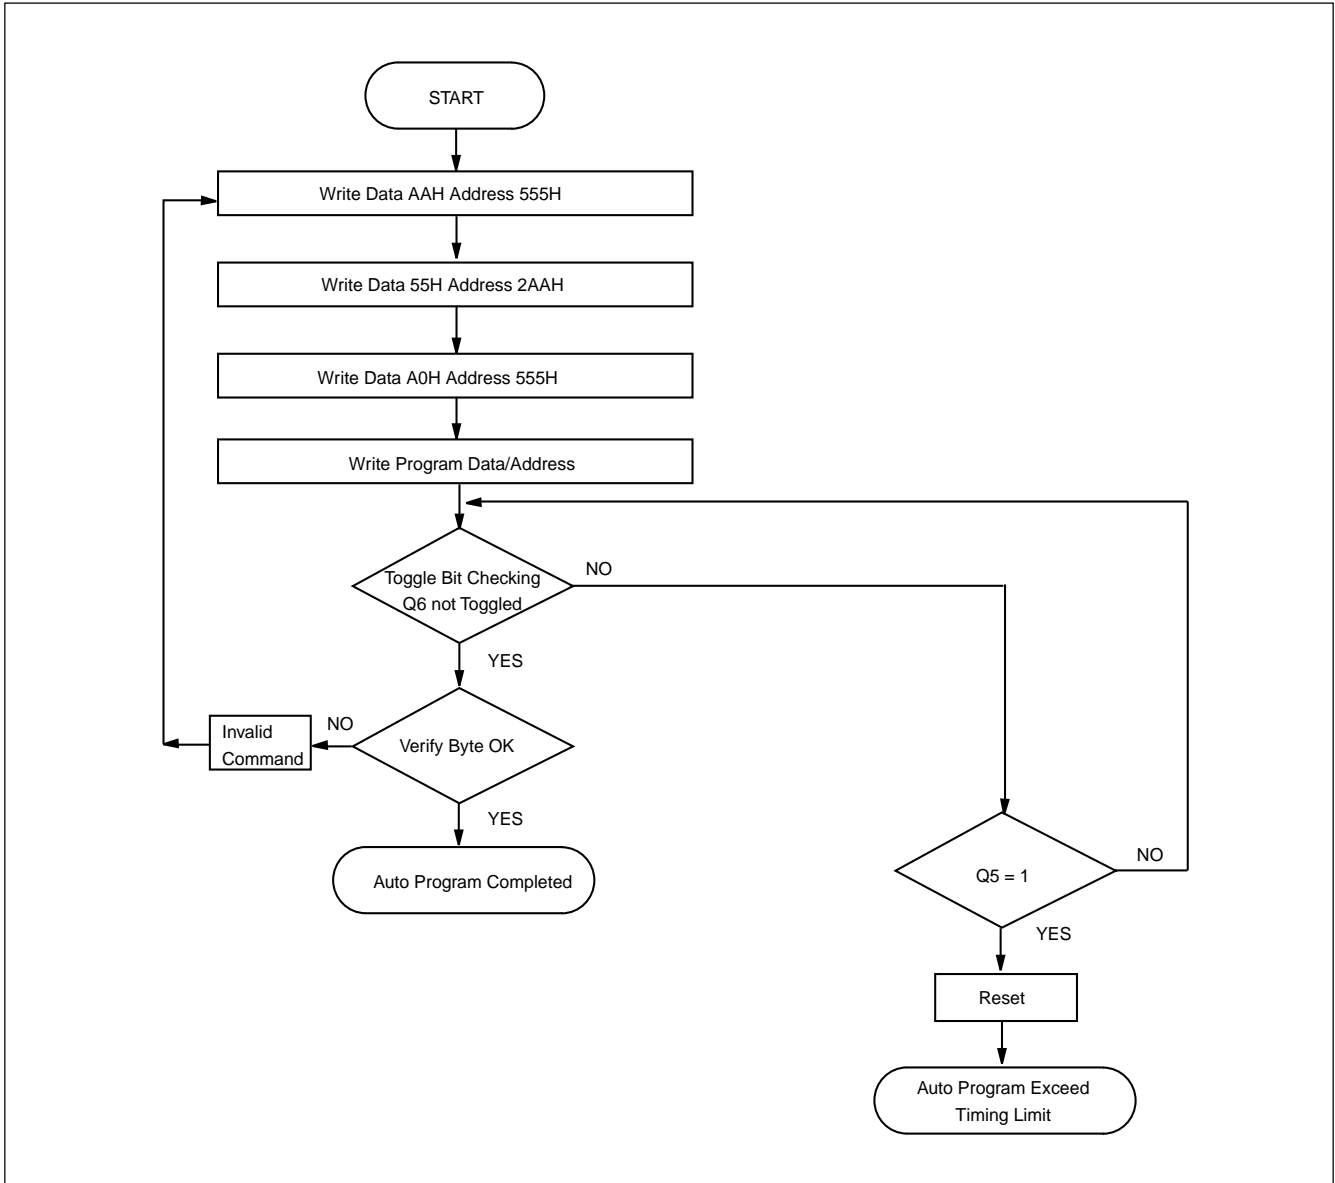 START
Write Data AAH Address 555H
Write Data 55H Address 2AAH
Write Data A0H Address 555H
Write Program Data/Address
Toggle Bit Checking
Q6 not Toggled
NO
YES
Invalid
Command
NO
Verify Byte OK
YES
Auto Program Completed
Q5 = 1
NO
YES
Reset
Auto Program Exceed
Timing Limit